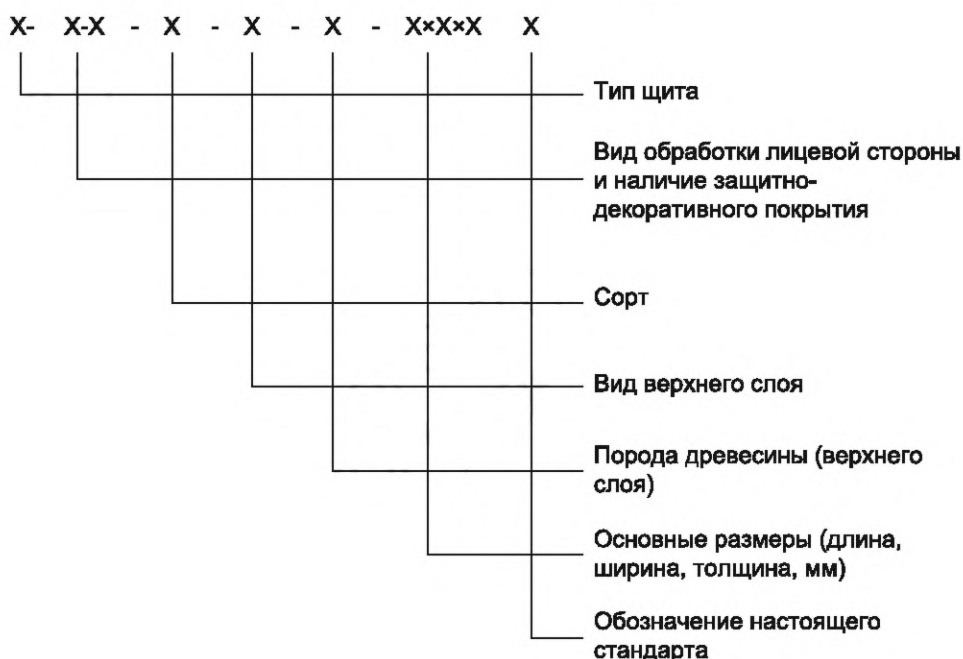 X- X-X - X - X - X - X×X×X X
Тип щита
Вид обработки лицевой стороны
и наличие защитно-
декоративного покрытия
Сорт
Вид верхнего слоя
Порода древесины (верхнего
слоя)
Основные размеры (длина,
ширина, толщина, мм)
Обозначение настоящего
стандарта